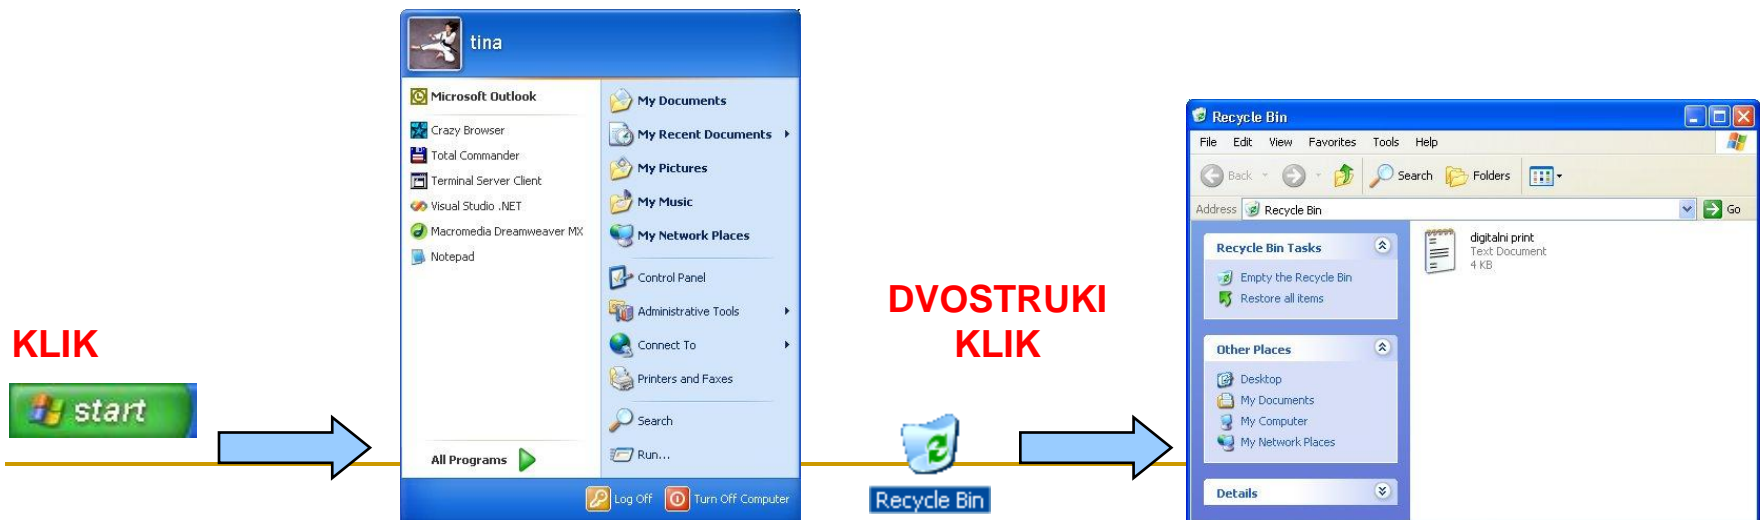 KLIK
start
tina
Microsoft Outlook
Crazy Browser
Total Commander
Terminal Server Client
Visual Studio .NET
Macromedia Dreamweaver MX
Notepad
All Programs
My Documents
My Recent Documents
My Pictures
My Music
My Network Places
Control Panel
Administrative Tools
Connect To
Printers and Faxes
Search
Run...
Log Off
Turn Off Computer
DVOSTRUKI
KLIK
Recycle Bin
Recycle Bin
File Edit View Favorites Tools Help
Back Search Folders
Address Recycle Bin Go
Recycle Bin Tasks
Empty the Recycle Bin
Restore all items
Other Places
Desktop
My Documents
My Computer
My Network Places
Details
digitalni print
Text Document
4 KB